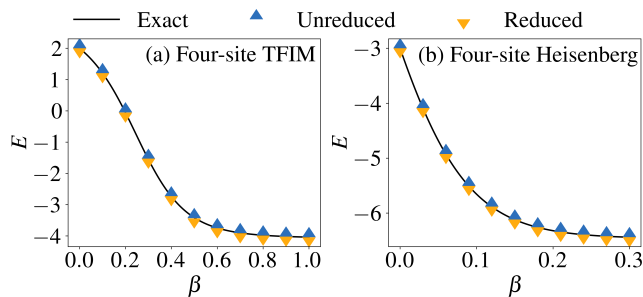 Exact Unreduced Reduced
(a) Four-site TFIM
2
1
0
−1
−2
−3
−4
E
0.0 0.2 0.4 0.6 0.8 1.0
β
(b) Four-site Heisenberg
−3
−4
−5
−6
E
0.0 0.1 0.2 0.3
β